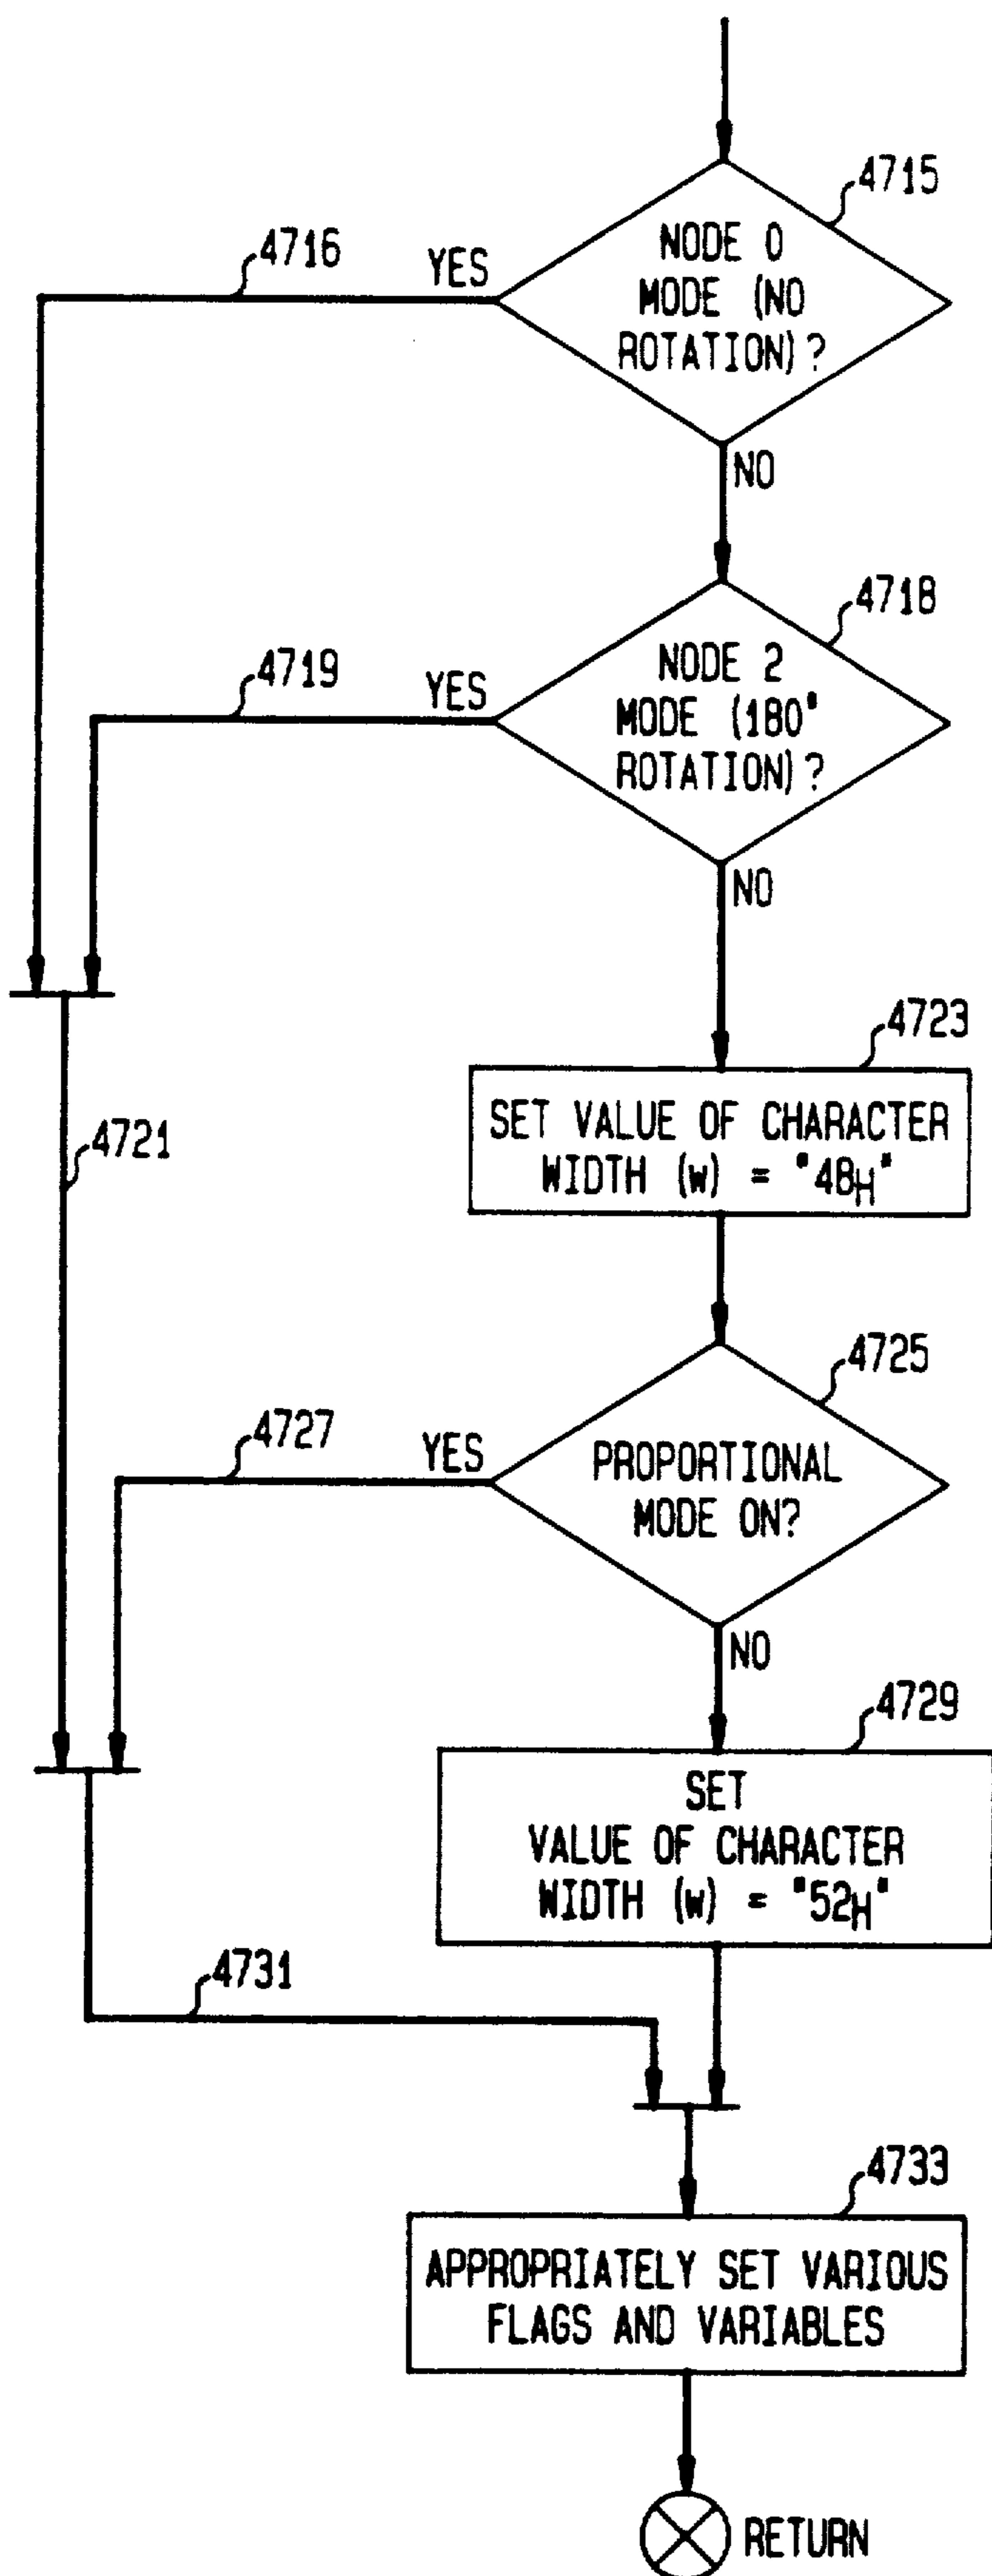 4715
NODE 0
MODE (NO
ROTATION)?
4716
YES
NO
4718
NODE 2
MODE (180°
ROTATION)?
4719
YES
NO
4723
SET VALUE OF CHARACTER
WIDTH (w) = "48H"
4721
4725
PROPORTIONAL
MODE ON?
4727
YES
NO
4729
SET
VALUE OF CHARACTER
WIDTH (w) = "52H"
4731
4733
APPROPRIATELY SET VARIOUS
FLAGS AND VARIABLES
RETURN